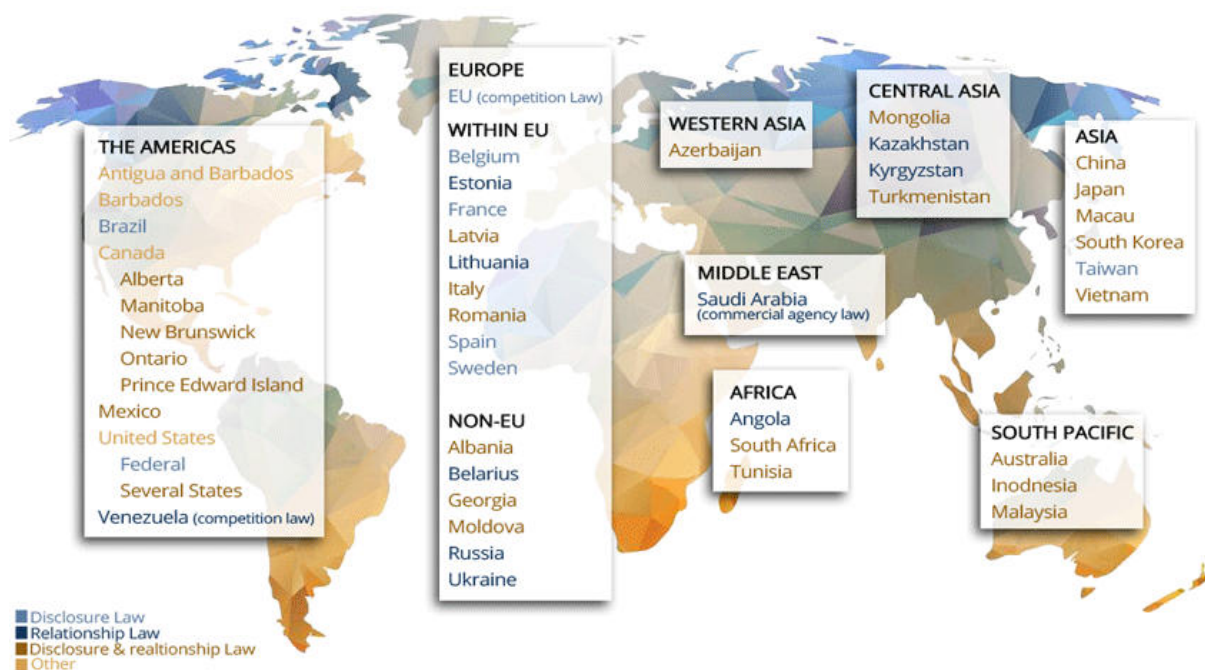 THE AMERICAS
Antigua and Barbados
Barbados
Brazil
Canada
Alberta
Manitoba
New Brunswick
Ontario
Prince Edward Island
Mexico
United States
Federal
Several States
Venezuela (competition law)
EUROPE
EU (competition Law)
WITHIN EU
Belgium
Estonia
France
Latvia
Lithuania
Italy
Romania
Spain
Sweden
NON-EU
Albania
Belarius
Georgia
Moldova
Russia
Ukraine
WESTERN ASIA
Azerbaijan
MIDDLE EAST
Saudi Arabia
(commercial agency law)
AFRICA
Angola
South Africa
Tunisia
CENTRAL ASIA
Mongolia
Kazakhstan
Kyrgyzstan
Turkmenistan
ASIA
China
Japan
Macau
South Korea
Taiwan
Vietnam
SOUTH PACIFIC
Australia
Inodnesia
Malaysia
Disclosure Law
Relationship Law
Disclosure & realtionship Law
Other